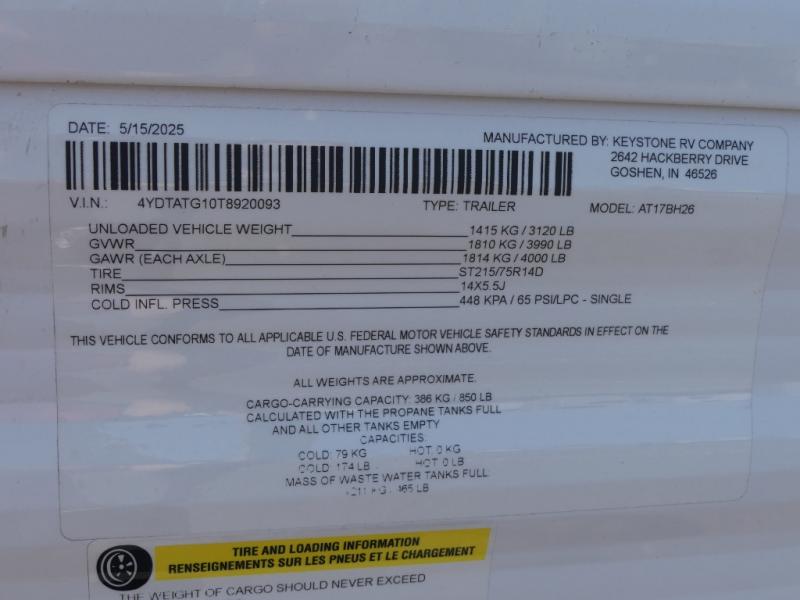 DATE: 5/15/2025
MANUFACTURED BY: KEYSTONE RV COMPANY
2642 HACKBERRY DRIVE
GOSHEN, IN 46526
V.I.N.: 4YDTATG10T8920093 TYPE: TRAILER MODEL: AT17BH26
UNLOADED VEHICLE WEIGHT 1415 KG / 3120 LB
GVWR 1810 KG / 3990 LB
GAWR (EACH AXLE) 1814 KG / 4000 LB
TIRE ST215/75R14D
RIMS 14X5.5J
COLD INFL. PRESS 448 KPA / 65 PSI/LPC - SINGLE
THIS VEHICLE CONFORMS TO ALL APPLICABLE U.S. FEDERAL MOTOR VEHICLE SAFETY STANDARDS IN EFFECT ON THE
DATE OF MANUFACTURE SHOWN ABOVE.
ALL WEIGHTS ARE APPROXIMATE.
CARGO-CARRYING CAPACITY: 386 KG / 850 LB
CALCULATED WITH THE PROPANE TANKS FULL
AND ALL OTHER TANKS EMPTY
CAPACITIES:
COLD: 79 KG HOT: 0 KG
COLD: 174 LB HOT: 0 LB
MASS OF WASTE WATER TANKS FULL:
211 KG / 465 LB
TIRE AND LOADING INFORMATION
RENSEIGNEMENTS SUR LES PNEUS ET LE CHARGEMENT
THE WEIGHT OF CARGO SHOULD NEVER EXCEED